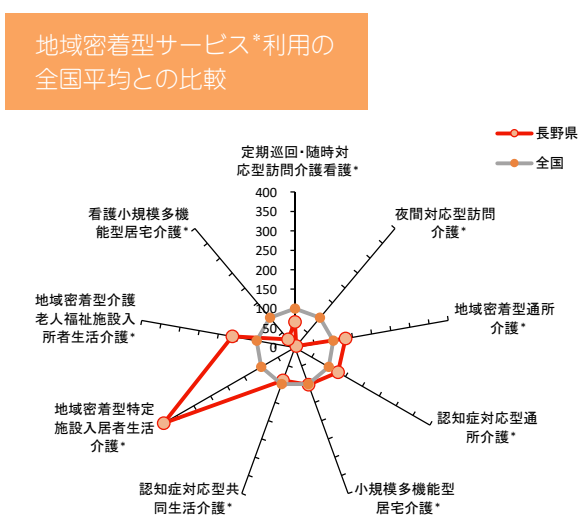 地域密着型サービス*利用の
全国平均との比較
長野県
全国
定期巡回・随時対
応型訪問介護看護*
400
350
300
250
200
150
100
50
0
夜間対応型訪問
介護*
地域密着型通所
介護*
認知症対応型通
所介護*
小規模多機能型
居宅介護*
認知症対応型共
同生活介護*
地域密着型特定
施設入居者生活
介護*
地域密着型介護
老人福祉施設入
所者生活介護*
看護小規模多機
能型居宅介護*